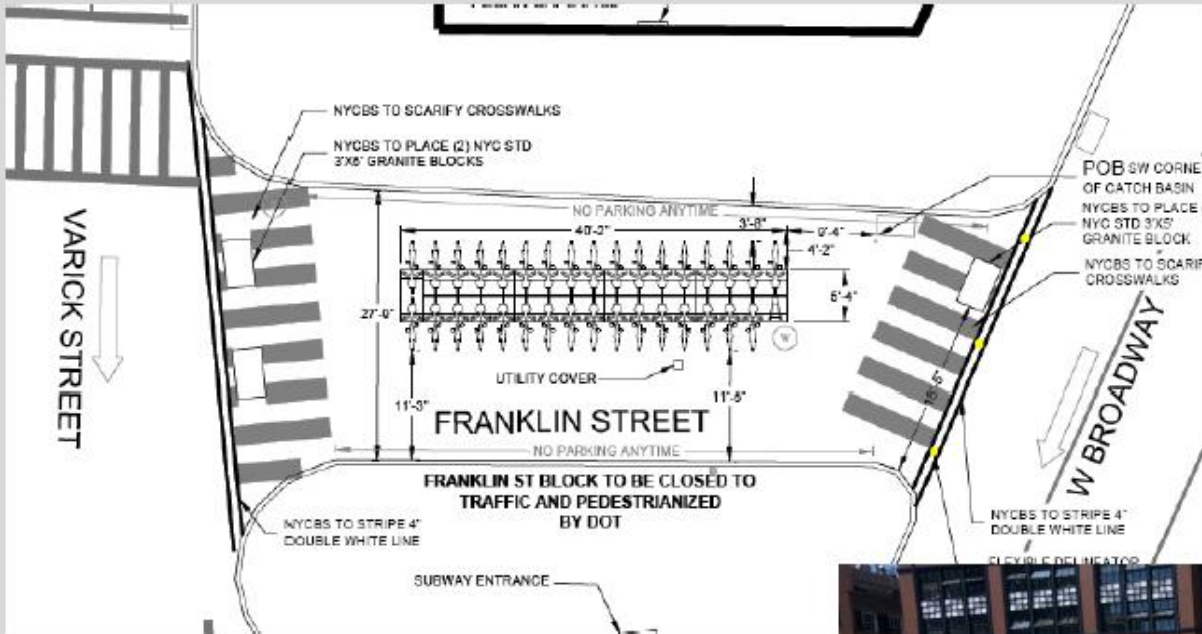 NYCBS TO SCARIFY CROSSWALKS
NYCBS TO PLACE (2) NYC STD
3'X6' GRANITE BLOCKS
VARICK STREET
NO PARKING ANYTIME
40'-2"
3'-8"
9'-4"
4'-2"
6'-4"
27'-9"
POB SW CORNE
OF CATCH BASIN
NYCBS TO PLACE
NYC STD 3'X5'
GRANITE BLOCK
NYCBS TO SCARIF
CROSSWALKS
W
UTILITY COVER
11'-3"
11'-8"
FRANKLIN STREET
NO PARKING ANYTIME
W BROADWAY
FRANKLIN ST BLOCK TO BE CLOSED TO
TRAFFIC AND PEDESTRIANIZED
BY DOT
NYCBS TO STRIPE 4"
DOUBLE WHITE LINE
NYCBS TO STRIPE 4"
DOUBLE WHITE LINE
FLEXIBLE DELINEATOR
SUBWAY ENTRANCE